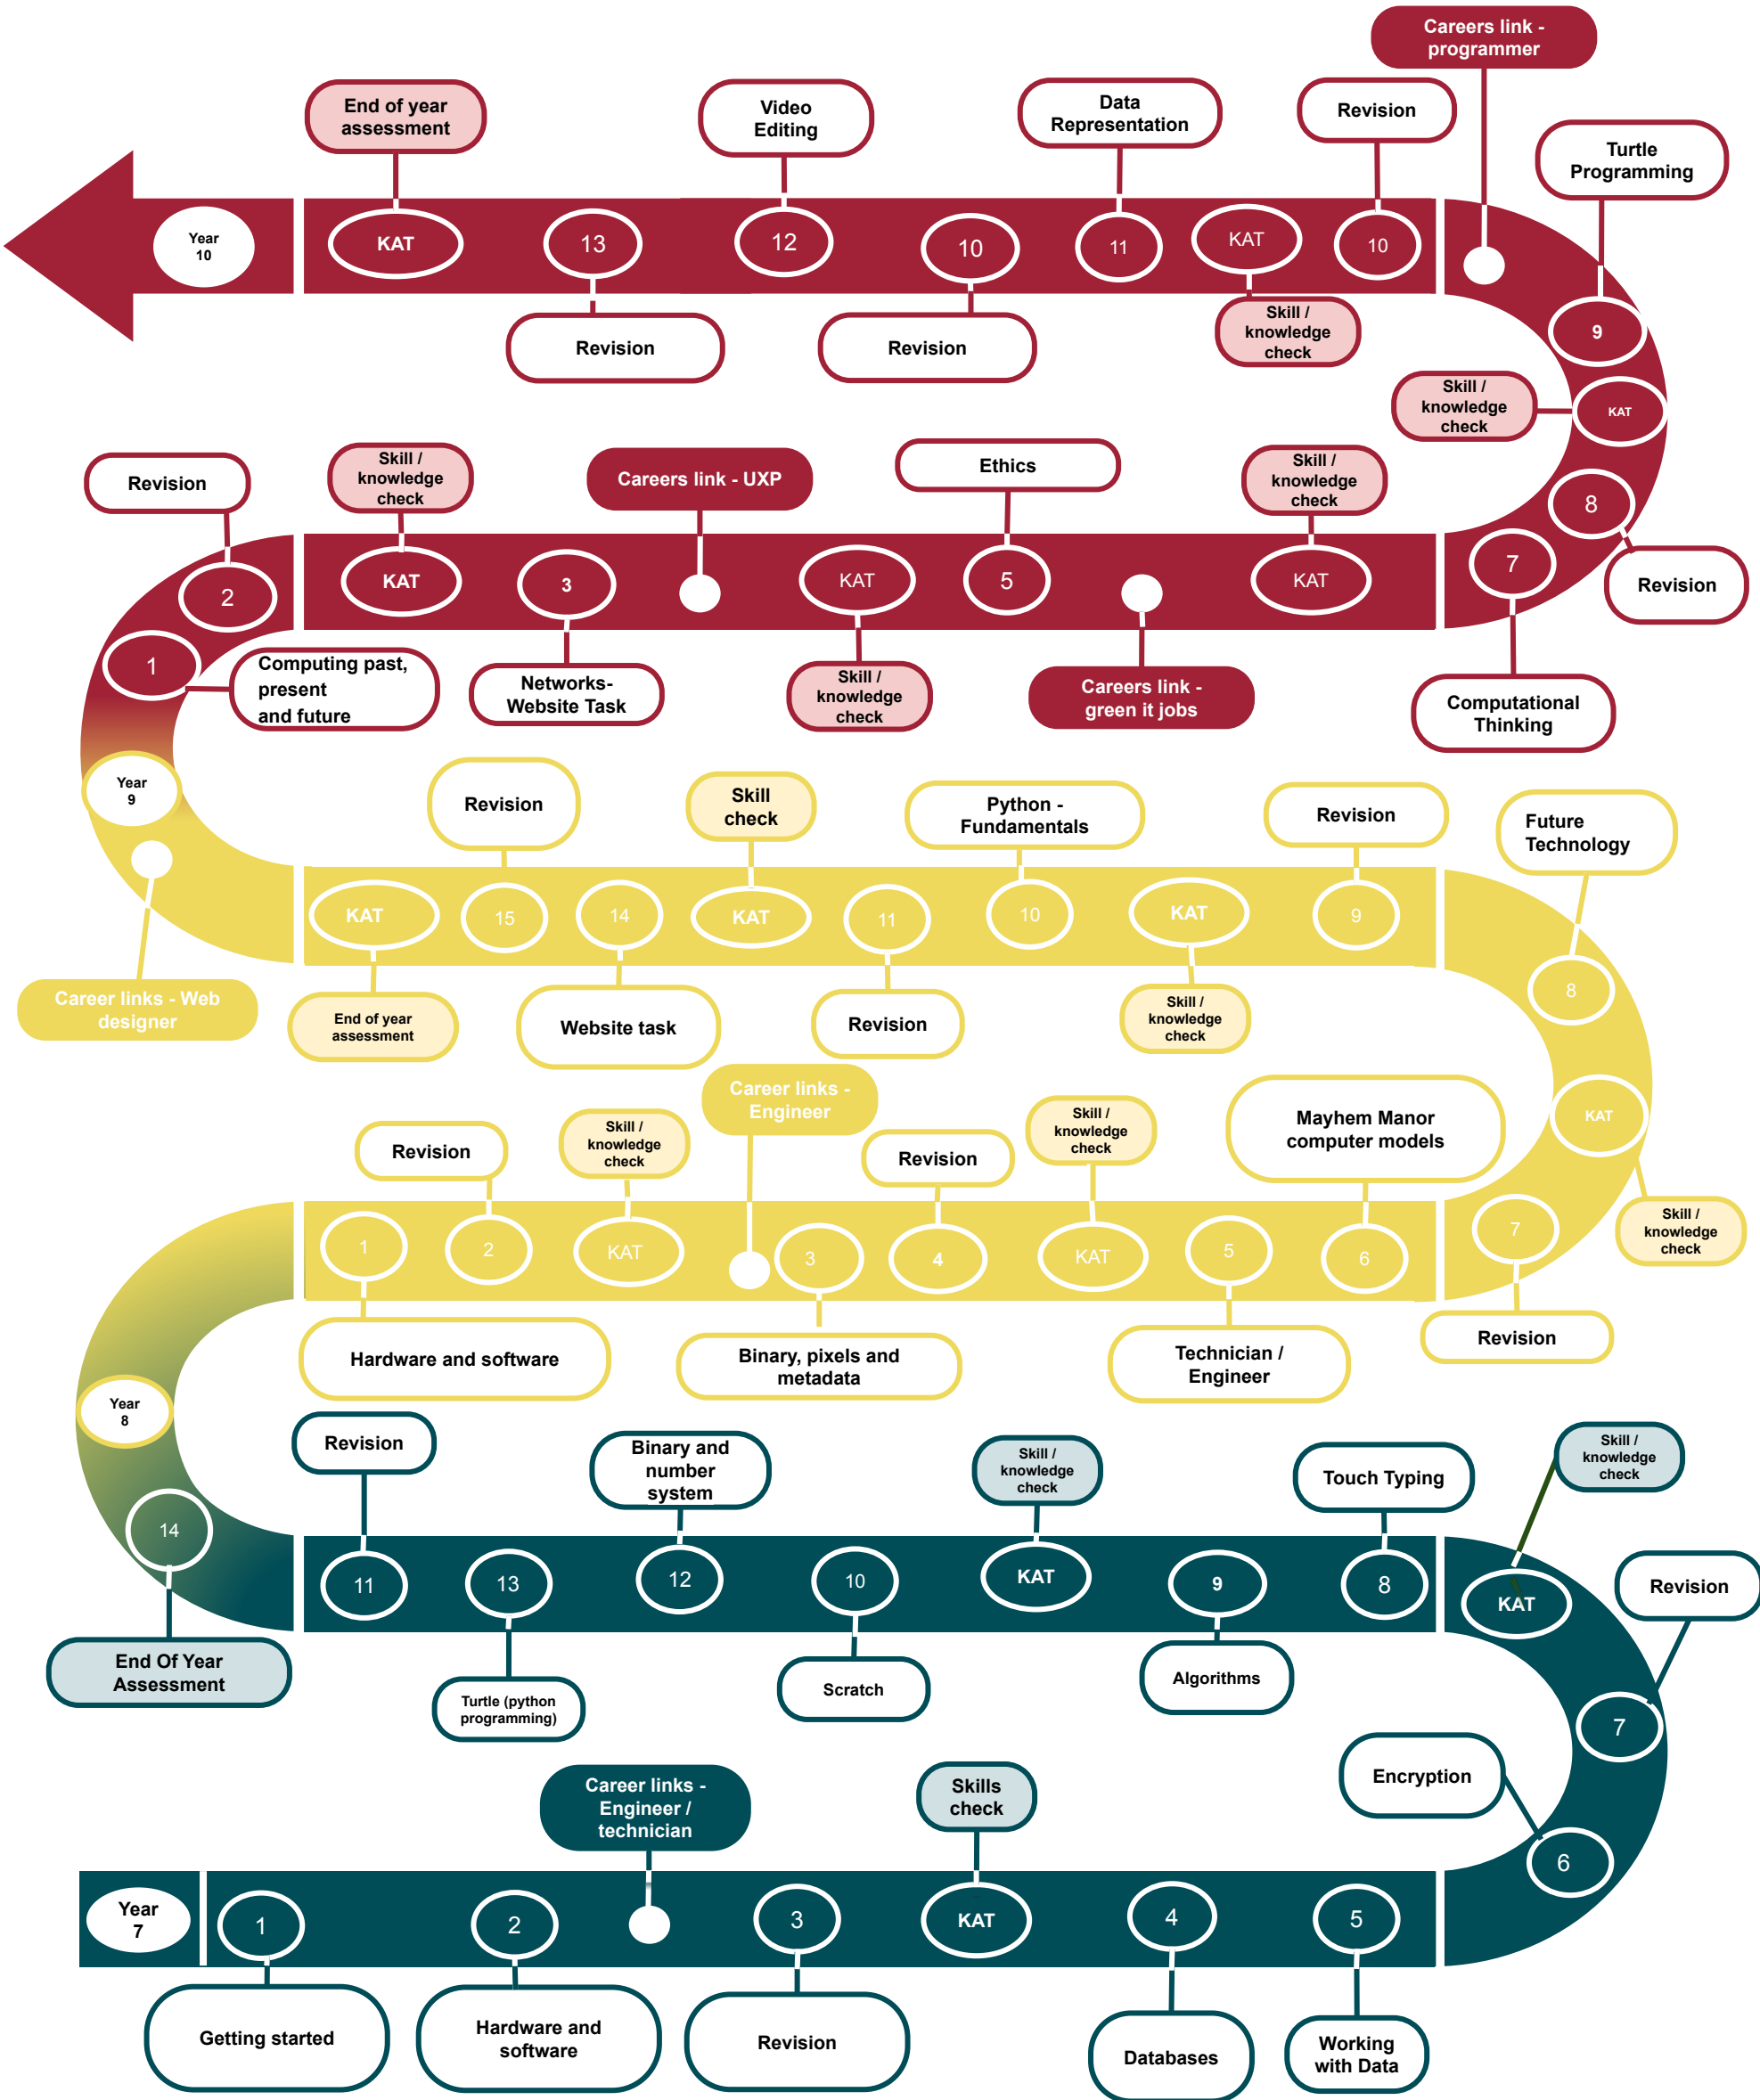 Careers link -
programmer
End of year
assessment
Video
Editing
Data
Representation
Revision
Turtle
Programming
Year
10
KAT
13
12
10
11
KAT
10
Revision
Revision
Skill /
knowledge
check
9
Skill /
knowledge
check
KAT
Revision
Skill /
knowledge
check
Careers link - UXP
Ethics
Skill /
knowledge
check
8
2
KAT
3
KAT
5
KAT
7
Revision
1
Computing past,
present
and future
Networks-
Website Task
Skill /
knowledge
check
Careers link -
green it jobs
Computational
Thinking
Year
9
Revision
Skill
check
Python -
Fundamentals
Revision
Future
Technology
KAT
15
14
KAT
11
10
KAT
9
8
Career links - Web
designer
End of year
assessment
Website task
Revision
Skill /
knowledge
check
Career links -
Engineer
Revision
Skill /
knowledge
check
Revision
Skill /
knowledge
check
Mayhem Manor
computer models
KAT
1
2
KAT
3
4
KAT
5
6
7
Skill /
knowledge
check
Hardware and software
Binary, pixels and
metadata
Technician /
Engineer
Revision
Year
8
Revision
Binary and
number
system
Skill /
knowledge
check
Touch Typing
Skill /
knowledge
check
14
11
13
12
10
KAT
9
8
KAT
Revision
End Of Year
Assessment
Turtle (python
programming)
Scratch
Algorithms
7
Encryption
Career links -
Engineer /
technician
Skills
check
6
Year
7
1
2
3
KAT
4
5
Getting started
Hardware and
software
Revision
Databases
Working
with Data